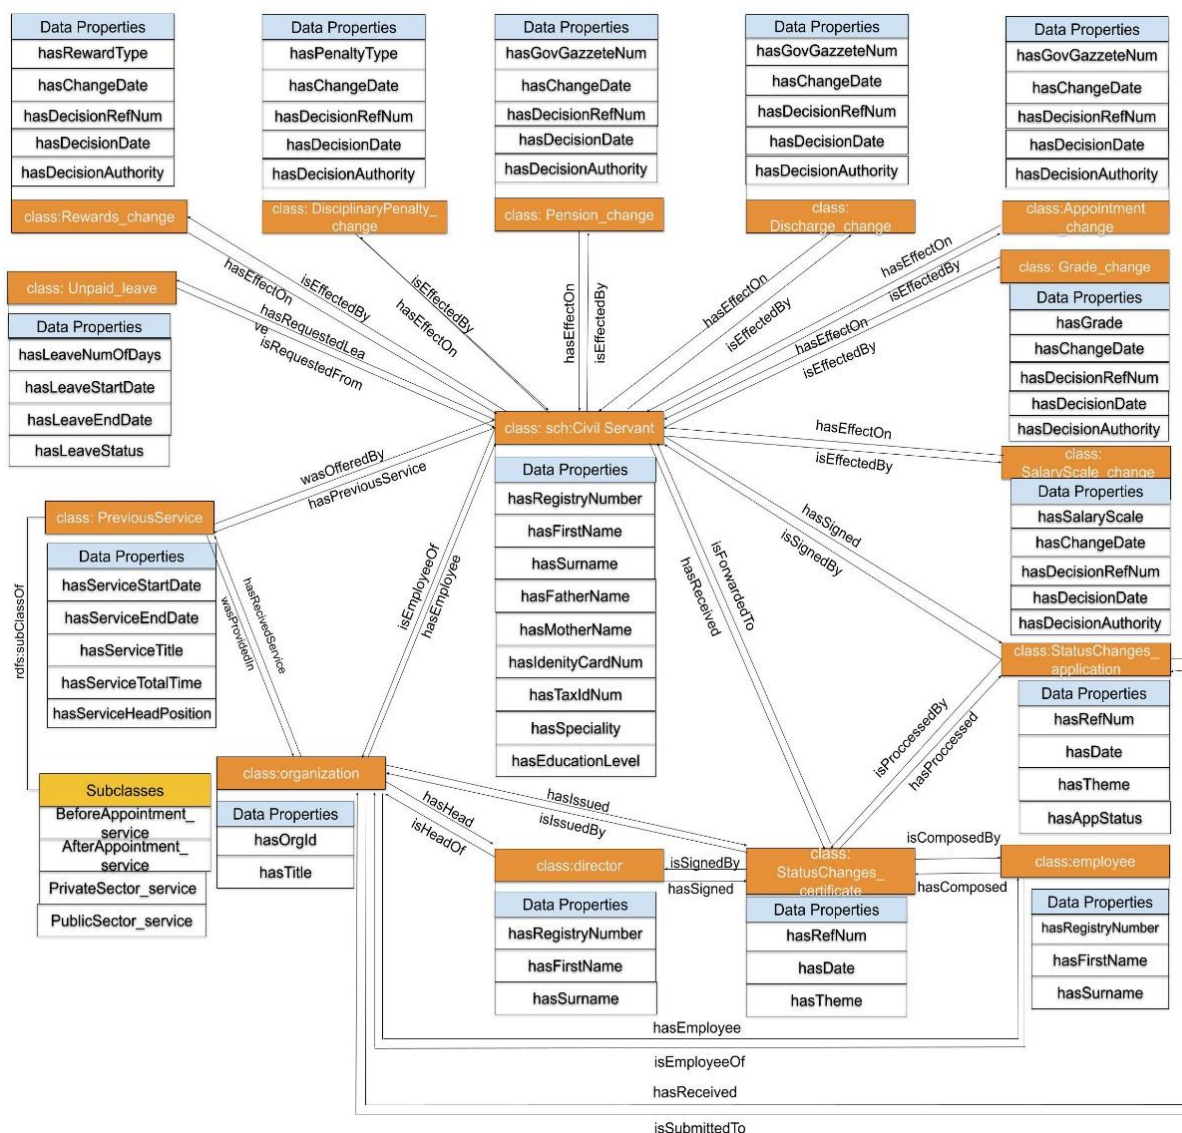 Data Properties
hasRewardType
hasChangeDate
hasDecisionRefNum
hasDecisionDate
hasDecisionAuthority
class:Rewards_change
Data Properties
hasPenaltyType
hasChangeDate
hasDecisionRefNum
hasDecisionDate
hasDecisionAuthority
class: DisciplinaryPenalty_
change
Data Properties
hasGovGazzeteNum
hasChangeDate
hasDecisionRefNum
hasDecisionDate
hasDecisionAuthority
class: Pension_change
Data Properties
hasGovGazzeteNum
hasChangeDate
hasDecisionRefNum
hasDecisionDate
hasDecisionAuthority
class:
Discharge_change
Data Properties
hasGovGazzeteNum
hasChangeDate
hasDecisionRefNum
hasDecisionDate
hasDecisionAuthority
class:Appointment
_change
hasEffectOn
isEffectedBy
isEffectedBy
hasEffectOn
hasEffectOn
isEffectedBy
hasEffectOn
isEffectedBy
hasEffectOn
isEffectedBy
class: Unpaid_leave
Data Properties
hasLeaveNumOfDays
hasLeaveStartDate
hasLeaveEndDate
hasLeaveStatus
hasRequestedLea
ve
isRequestedFrom
class: Grade_change
Data Properties
hasGrade
hasChangeDate
hasDecisionRefNum
hasDecisionDate
hasDecisionAuthority
hasEffectOn
isEffectedBy
class: sch:Civil Servant
Data Properties
hasRegistryNumber
hasFirstName
hasSurname
hasFatherName
hasMotherName
hasIdenityCardNum
hasTaxIdNum
hasSpeciality
hasEducationLevel
hasEffectOn
isEffectedBy
class:
SalaryScale_change
Data Properties
hasSalaryScale
hasChangeDate
hasDecisionRefNum
hasDecisionDate
hasDecisionAuthority
wasOfferedBy
hasPreviousService
class: PreviousService
Data Properties
hasServiceStartDate
hasServiceEndDate
hasServiceTitle
hasServiceTotalTime
hasServiceHeadPosition
rdfs:subClassOf
Subclasses
BeforeAppointment_
service
AfterAppointment_
service
PrivateSector_service
PublicSector_service
hasRecivedService
wasProvidedIn
isEmployeeOf
hasEmployee
isForwardedTo
hasReceived
hasSigned
isSignedBy
class:StatusChanges_
application
Data Properties
hasRefNum
hasDate
hasTheme
hasAppStatus
isProccessedBy
hasProccessed
class:organization
Data Properties
hasOrgId
hasTitle
hasIssued
isIssuedBy
hasHead
isHeadOf
class:director
Data Properties
hasRegistryNumber
hasFirstName
hasSurname
isSignedBy
hasSigned
class:
StatusChanges_
certificate
Data Properties
hasRefNum
hasDate
hasTheme
isComposedBy
hasComposed
class:employee
Data Properties
hasRegistryNumber
hasFirstName
hasSurname
hasEmployee
isEmployeeOf
hasReceived
isSubmittedTo